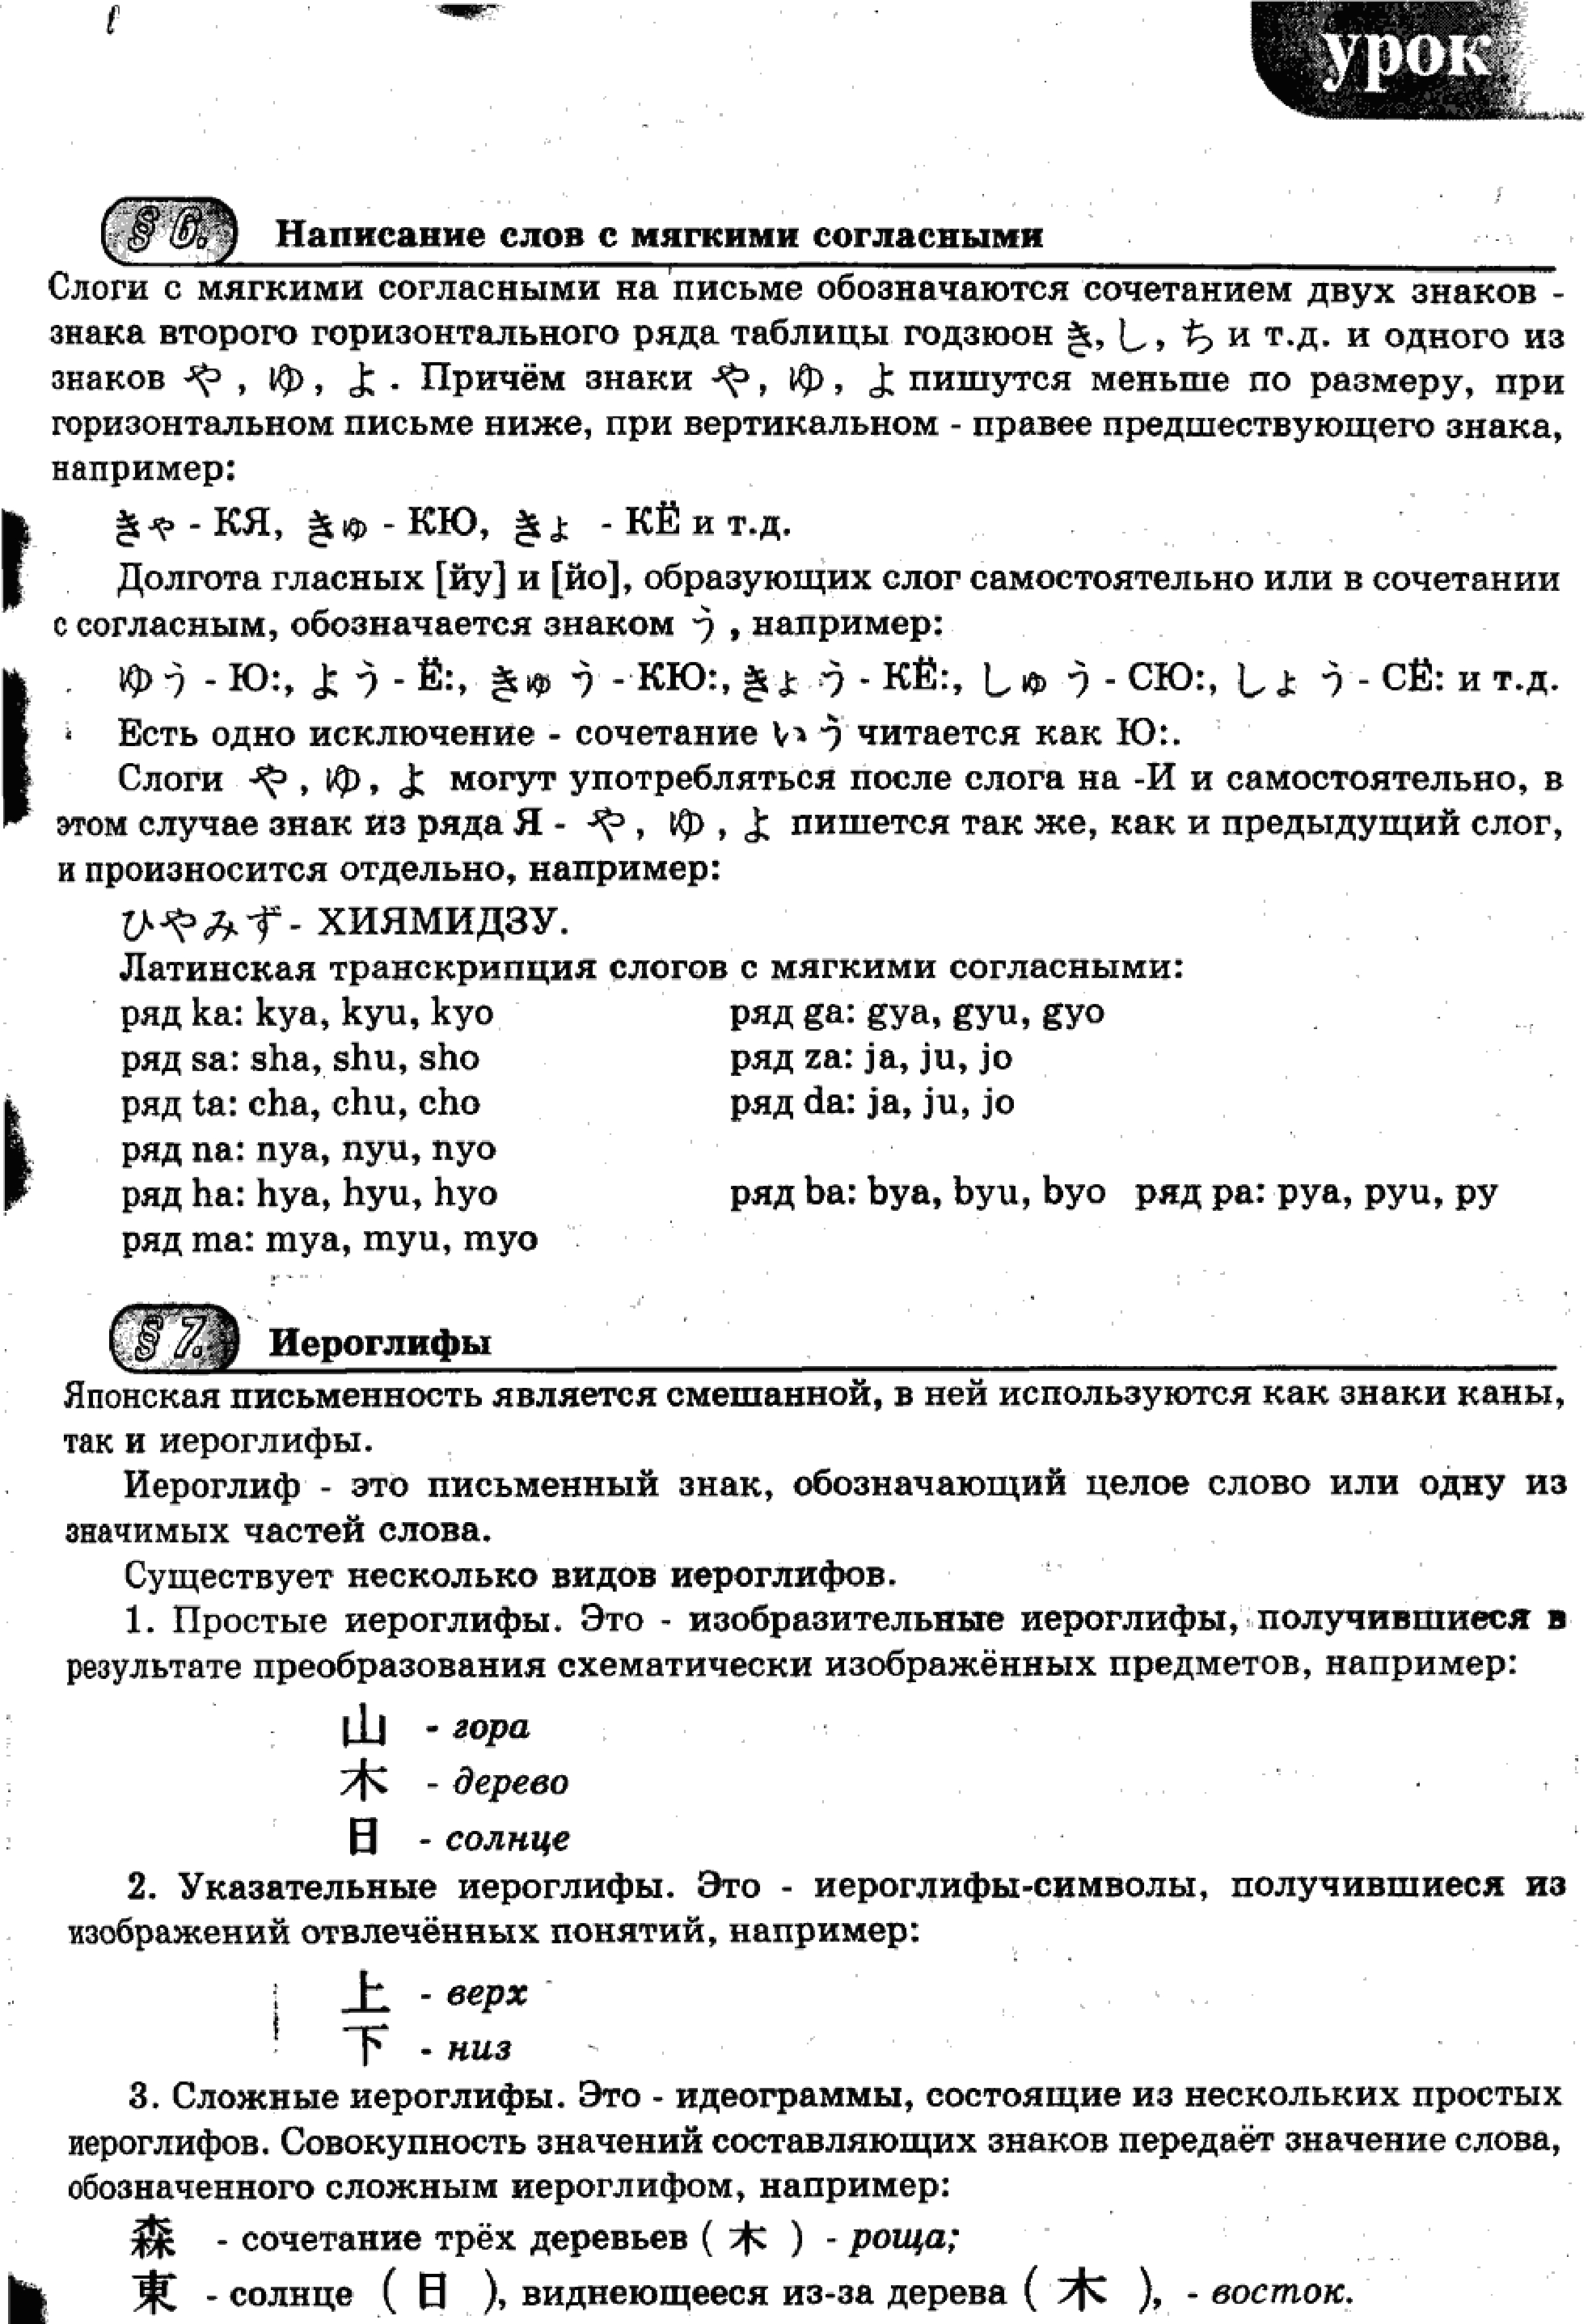 урок
§ 6. Написание слов с мягкими согласными
Слоги с мягкими согласными на письме обозначаются сочетанием двух знаков -
знака второго горизонтального ряда таблицы годзюон き, し, ち и т.д. и одного из
знаков や, ゆ, よ. Причём знаки や, ゆ, よ пишутся меньше по размеру, при
горизонтальном письме ниже, при вертикальном - правее предшествующего знака,
например:
きゃ - КЯ, きゅ - КЮ, きょ - КЁ и т.д.
Долгота гласных [йу] и [йо], образующих слог самостоятельно или в сочетании
с согласным, обозначается знаком う, например:
ゆう - Ю:, よう - Ё:, きゅう - КЮ:, きょう - КЁ:, しゅう - СЮ:, しょう - СЁ: и т.д.
Есть одно исключение - сочетание いう читается как Ю:.
Слоги や, ゆ, よ могут употребляться после слога на -И и самостоятельно, в
этом случае знак из ряда Я - や, ゆ, よ пишется так же, как и предыдущий слог,
и произносится отдельно, например:
ひやみず - ХИЯМИДЗУ.
Латинская транскрипция слогов с мягкими согласными:
ряд ka: kya, kyu, kyo ряд ga: gya, gyu, gyo
ряд sa: sha, shu, sho ряд za: ja, ju, jo
ряд ta: cha, chu, cho ряд da: ja, ju, jo
ряд na: nya, nyu, nyo
ряд ha: hya, hyu, hyo ряд ba: bya, byu, byo ряд pa: pya, pyu, py
ряд ma: mya, myu, myo
§ 7. Иероглифы
Японская письменность является смешанной, в ней используются как знаки каны,
так и иероглифы.
Иероглиф - это письменный знак, обозначающий целое слово или одну из
значимых частей слова.
Существует несколько видов иероглифов.
1. Простые иероглифы. Это - изобразительные иероглифы, получившиеся в
результате преобразования схематически изображённых предметов, например:
山 - гора
木 - дерево
日 - солнце
2. Указательные иероглифы. Это - иероглифы-символы, получившиеся из
изображений отвлечённых понятий, например:
上 - верх
下 - низ
3. Сложные иероглифы. Это - идеограммы, состоящие из нескольких простых
иероглифов. Совокупность значений составляющих знаков передаёт значение слова,
обозначенного сложным иероглифом, например:
森 - сочетание трёх деревьев ( 木 ) - роща;
東 - солнце ( 日 ), виднеющееся из-за дерева ( 木 ), - восток.